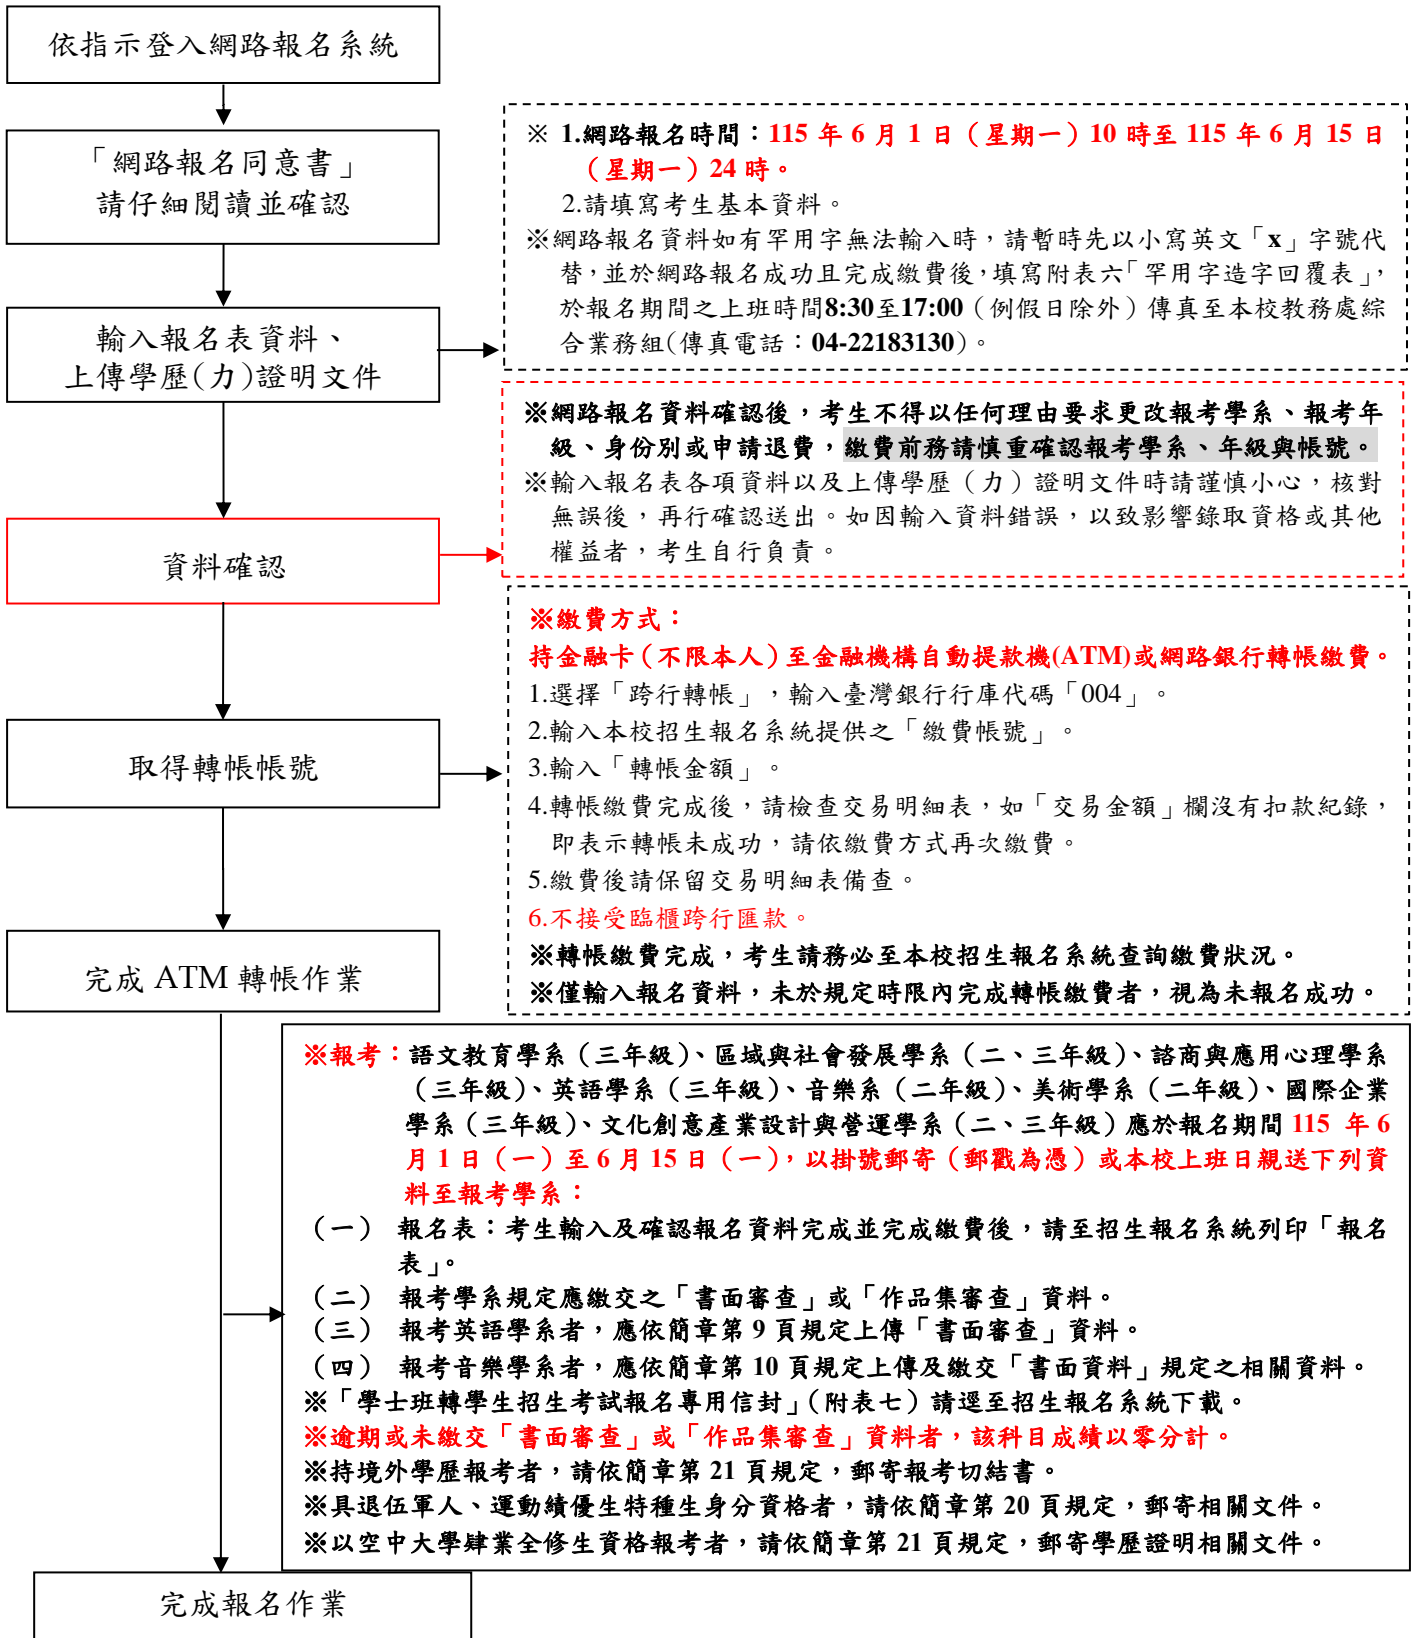 依指示登入網路報名系統
「網路報名同意書」
請仔細閱讀並確認
※ 1.網路報名時間：115 年 6 月 1 日（星期一）10 時至 115 年 6 月 15 日
（星期一）24 時。
2.請填寫考生基本資料。
※網路報名資料如有罕用字無法輸入時，請暫時先以小寫英文「x」字號代
替，並於網路報名成功且完成繳費後，填寫附表六「罕用字造字回覆表」，
於報名期間之上班時間8:30至17:00（例假日除外）傳真至本校教務處綜
合業務組(傳真電話：04-22183130)。
輸入報名表資料、
上傳學歷(力)證明文件
※網路報名資料確認後，考生不得以任何理由要求更改報考學系、報考年
級、身份別或申請退費，繳費前務請慎重確認報考學系、年級與帳號。
※輸入報名表各項資料以及上傳學歷（力）證明文件時請謹慎小心，核對
無誤後，再行確認送出。如因輸入資料錯誤，以致影響錄取資格或其他
權益者，考生自行負責。
資料確認
※繳費方式：
持金融卡（不限本人）至金融機構自動提款機(ATM)或網路銀行轉帳繳費。
1.選擇「跨行轉帳」，輸入臺灣銀行行庫代碼「004」。
2.輸入本校招生報名系統提供之「繳費帳號」。
3.輸入「轉帳金額」。
4.轉帳繳費完成後，請檢查交易明細表，如「交易金額」欄沒有扣款紀錄，
即表示轉帳未成功，請依繳費方式再次繳費。
5.繳費後請保留交易明細表備查。
6.不接受臨櫃跨行匯款。
※轉帳繳費完成，考生請務必至本校招生報名系統查詢繳費狀況。
※僅輸入報名資料，未於規定時限內完成轉帳繳費者，視為未報名成功。
取得轉帳帳號
完成 ATM 轉帳作業
※報考：語文教育學系（三年級）、區域與社會發展學系（二、三年級）、諮商與應用心理學系
（三年級）、英語學系（三年級）、音樂系（二年級）、美術學系（二年級）、國際企業
學系（三年級）、文化創意產業設計與營運學系（二、三年級）應於報名期間 115 年 6
月 1 日（一）至 6 月 15 日（一），以掛號郵寄（郵戳為憑）或本校上班日親送下列資
料至報考學系：
（一） 報名表：考生輸入及確認報名資料完成並完成繳費後，請至招生報名系統列印「報名
表」。
（二） 報考學系規定應繳交之「書面審查」或「作品集審查」資料。
（三） 報考英語學系者，應依簡章第 9 頁規定上傳「書面審查」資料。
（四） 報考音樂學系者，應依簡章第 10 頁規定上傳及繳交「書面資料」規定之相關資料。
※「學士班轉學生招生考試報名專用信封」（附表七）請逕至招生報名系統下載。
※逾期或未繳交「書面審查」或「作品集審查」資料者，該科目成績以零分計。
※持境外學歷報考者，請依簡章第 21 頁規定，郵寄報考切結書。
※具退伍軍人、運動績優生特種生身分資格者，請依簡章第 20 頁規定，郵寄相關文件。
※以空中大學肄業全修生資格報考者，請依簡章第 21 頁規定，郵寄學歷證明相關文件。
完成報名作業